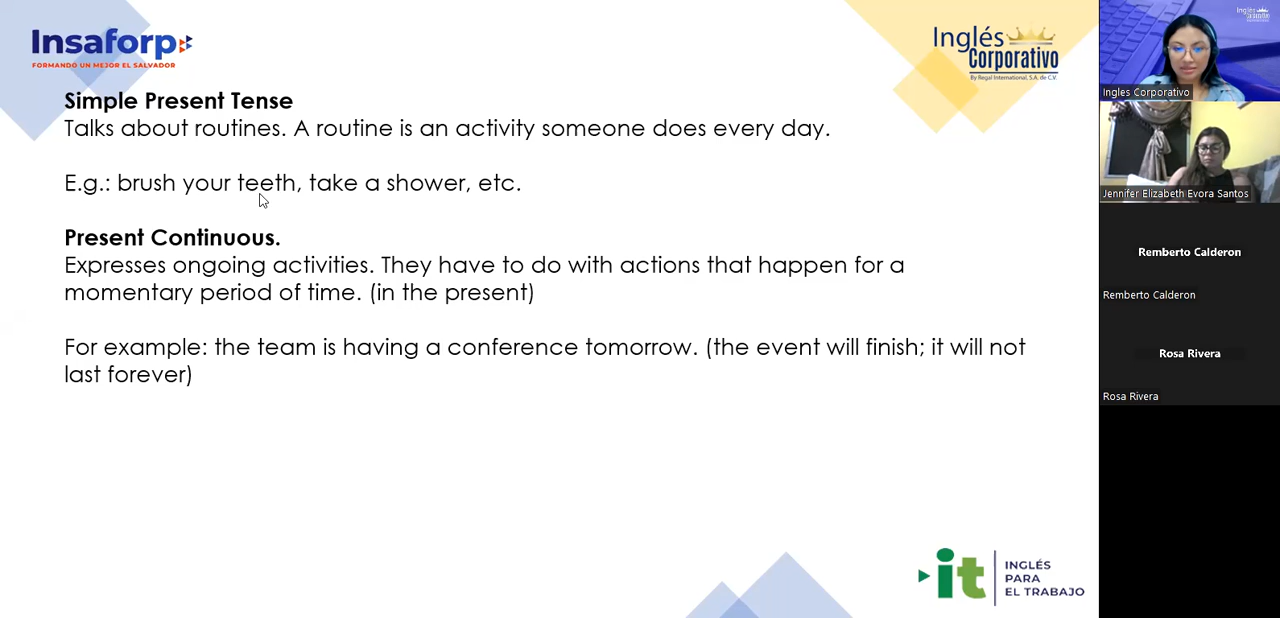 Insaforp
FORMANDO UN MEJOR EL SALVADOR
Inglés
Corporativo
By Regal International, S.A. de C.V.
Simple Present Tense
Talks about routines. A routine is an activity someone does every day.
E.g.: brush your teeth, take a shower, etc.
Present Continuous.
Expresses ongoing activities. They have to do with actions that happen for a
momentary period of time. (in the present)
For example: the team is having a conference tomorrow. (the event will finish; it will not
last forever)
it
INGLÉS
PARA
EL TRABAJO
Ingles Corporativo
Jennifer Elizabeth Evora Santos
Remberto Calderon
Remberto Calderon
Rosa Rivera
Rosa Rivera